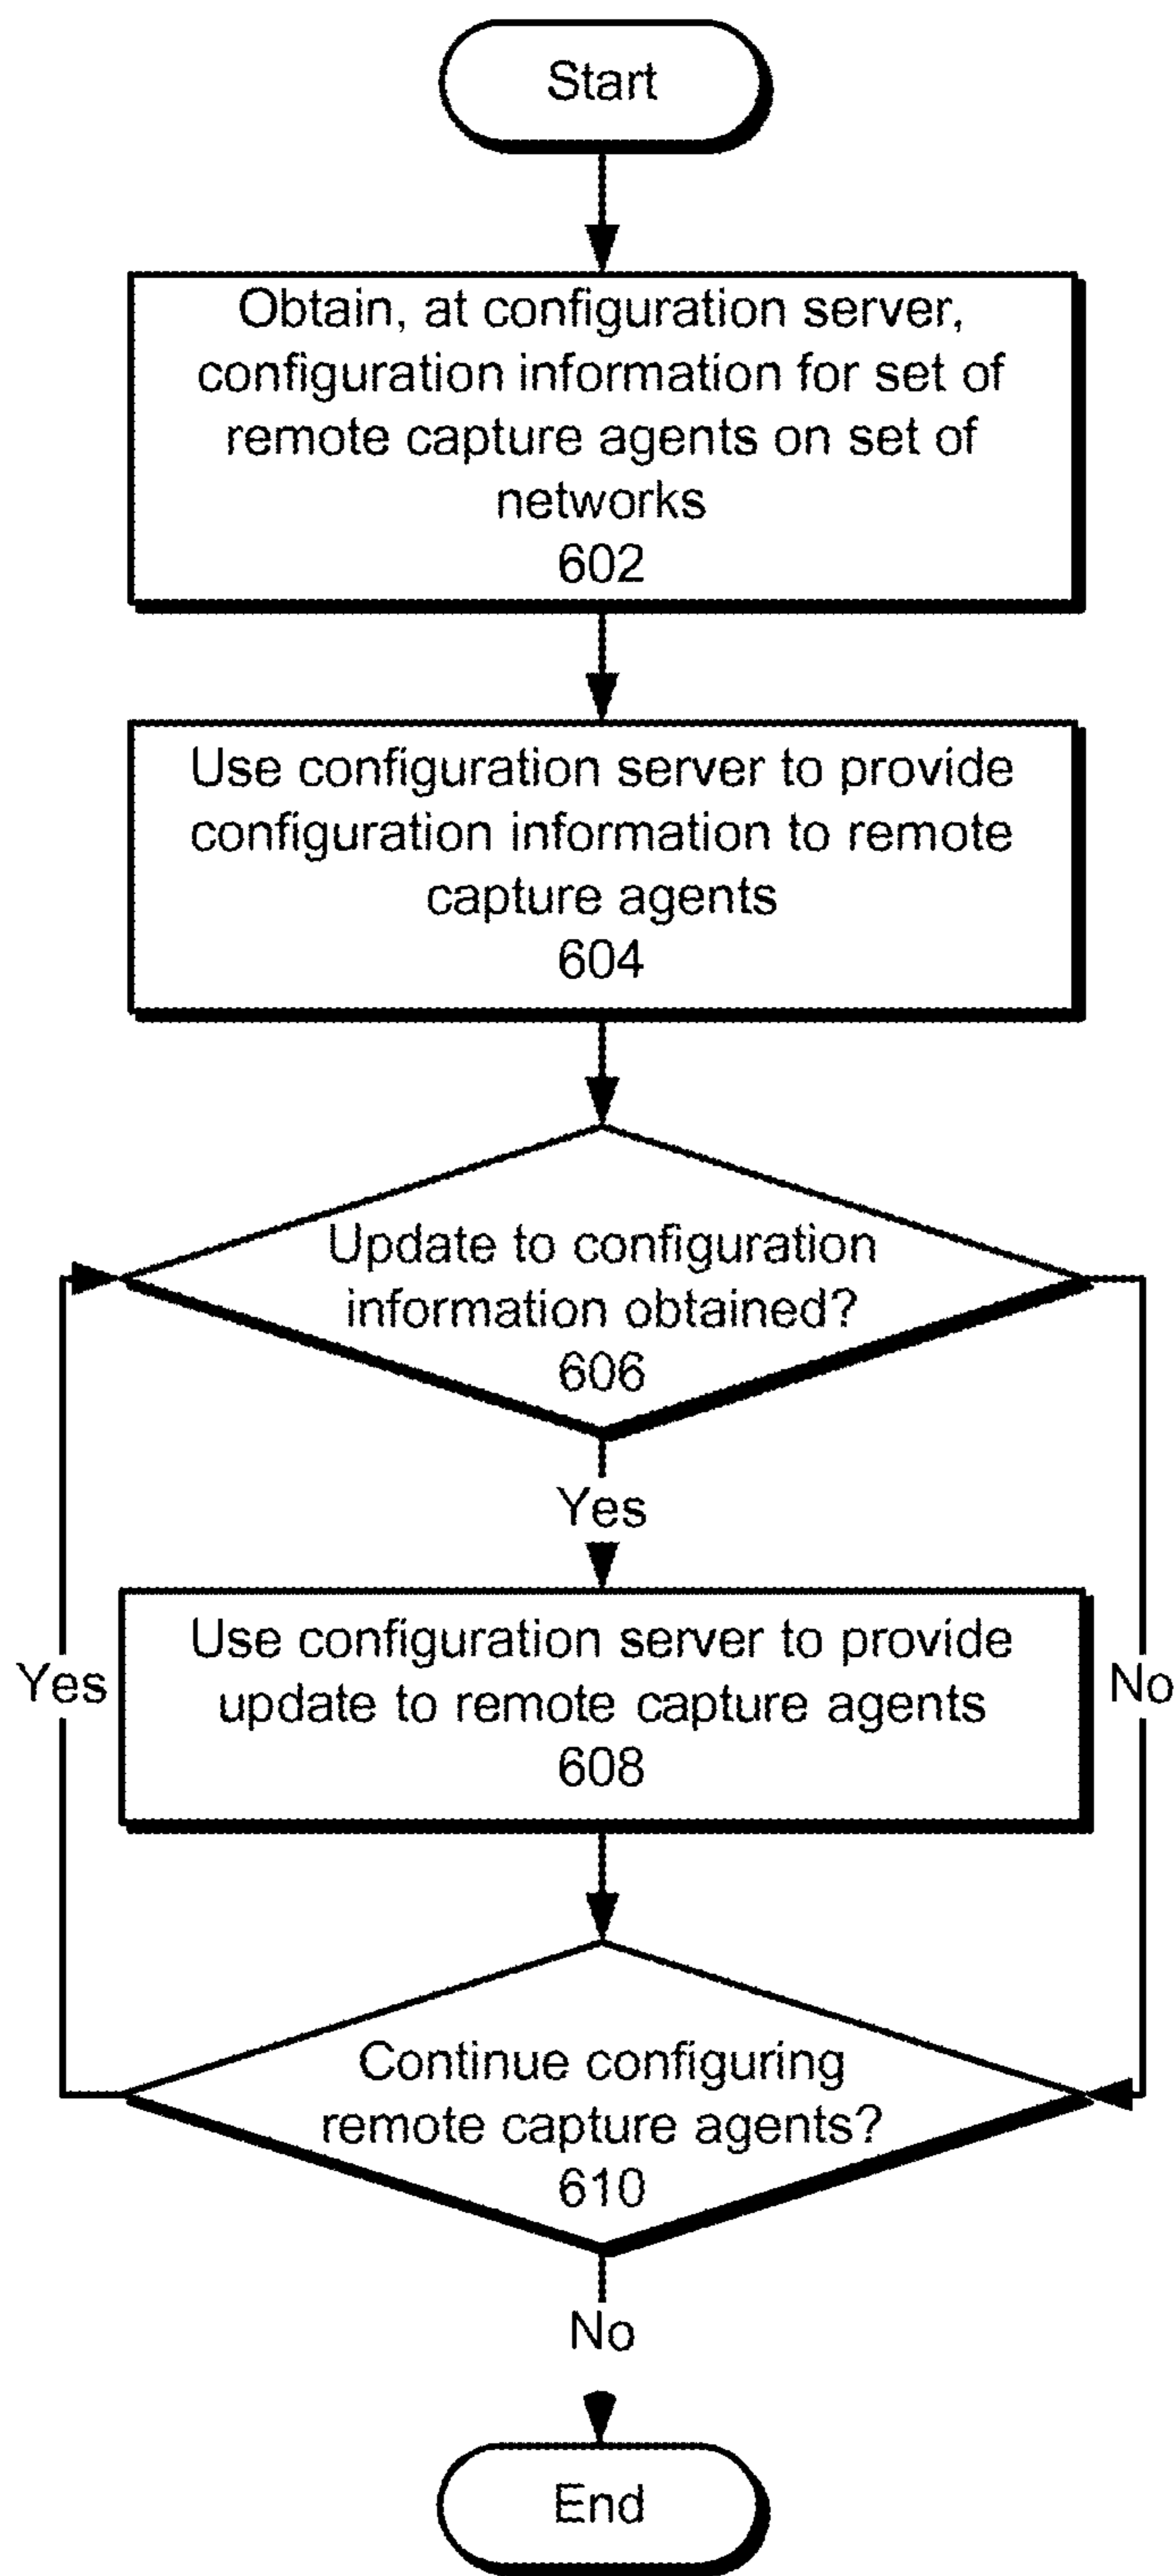 Start
Obtain, at configuration server,
configuration information for set of
remote capture agents on set of
networks
602
Use configuration server to provide
configuration information to remote
capture agents
604
Update to configuration
information obtained?
606
Yes
Use configuration server to provide
update to remote capture agents
608
Yes
No
Continue configuring
remote capture agents?
610
No
End